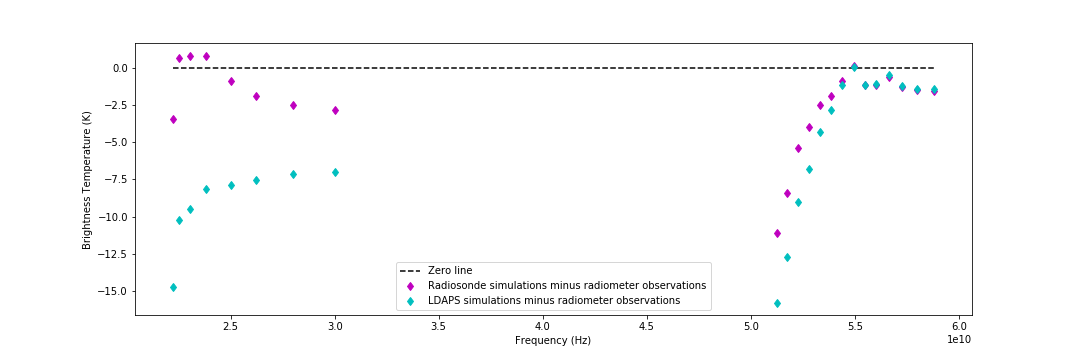 0.0
−2.5
−5.0
−7.5
−10.0
−12.5
−15.0
Brightness Temperature (K)
Zero line
Radiosonde simulations minus radiometer observations
LDAPS simulations minus radiometer observations
2.5 3.0 3.5 4.0 4.5 5.0 5.5 6.0
1e10
Frequency (Hz)